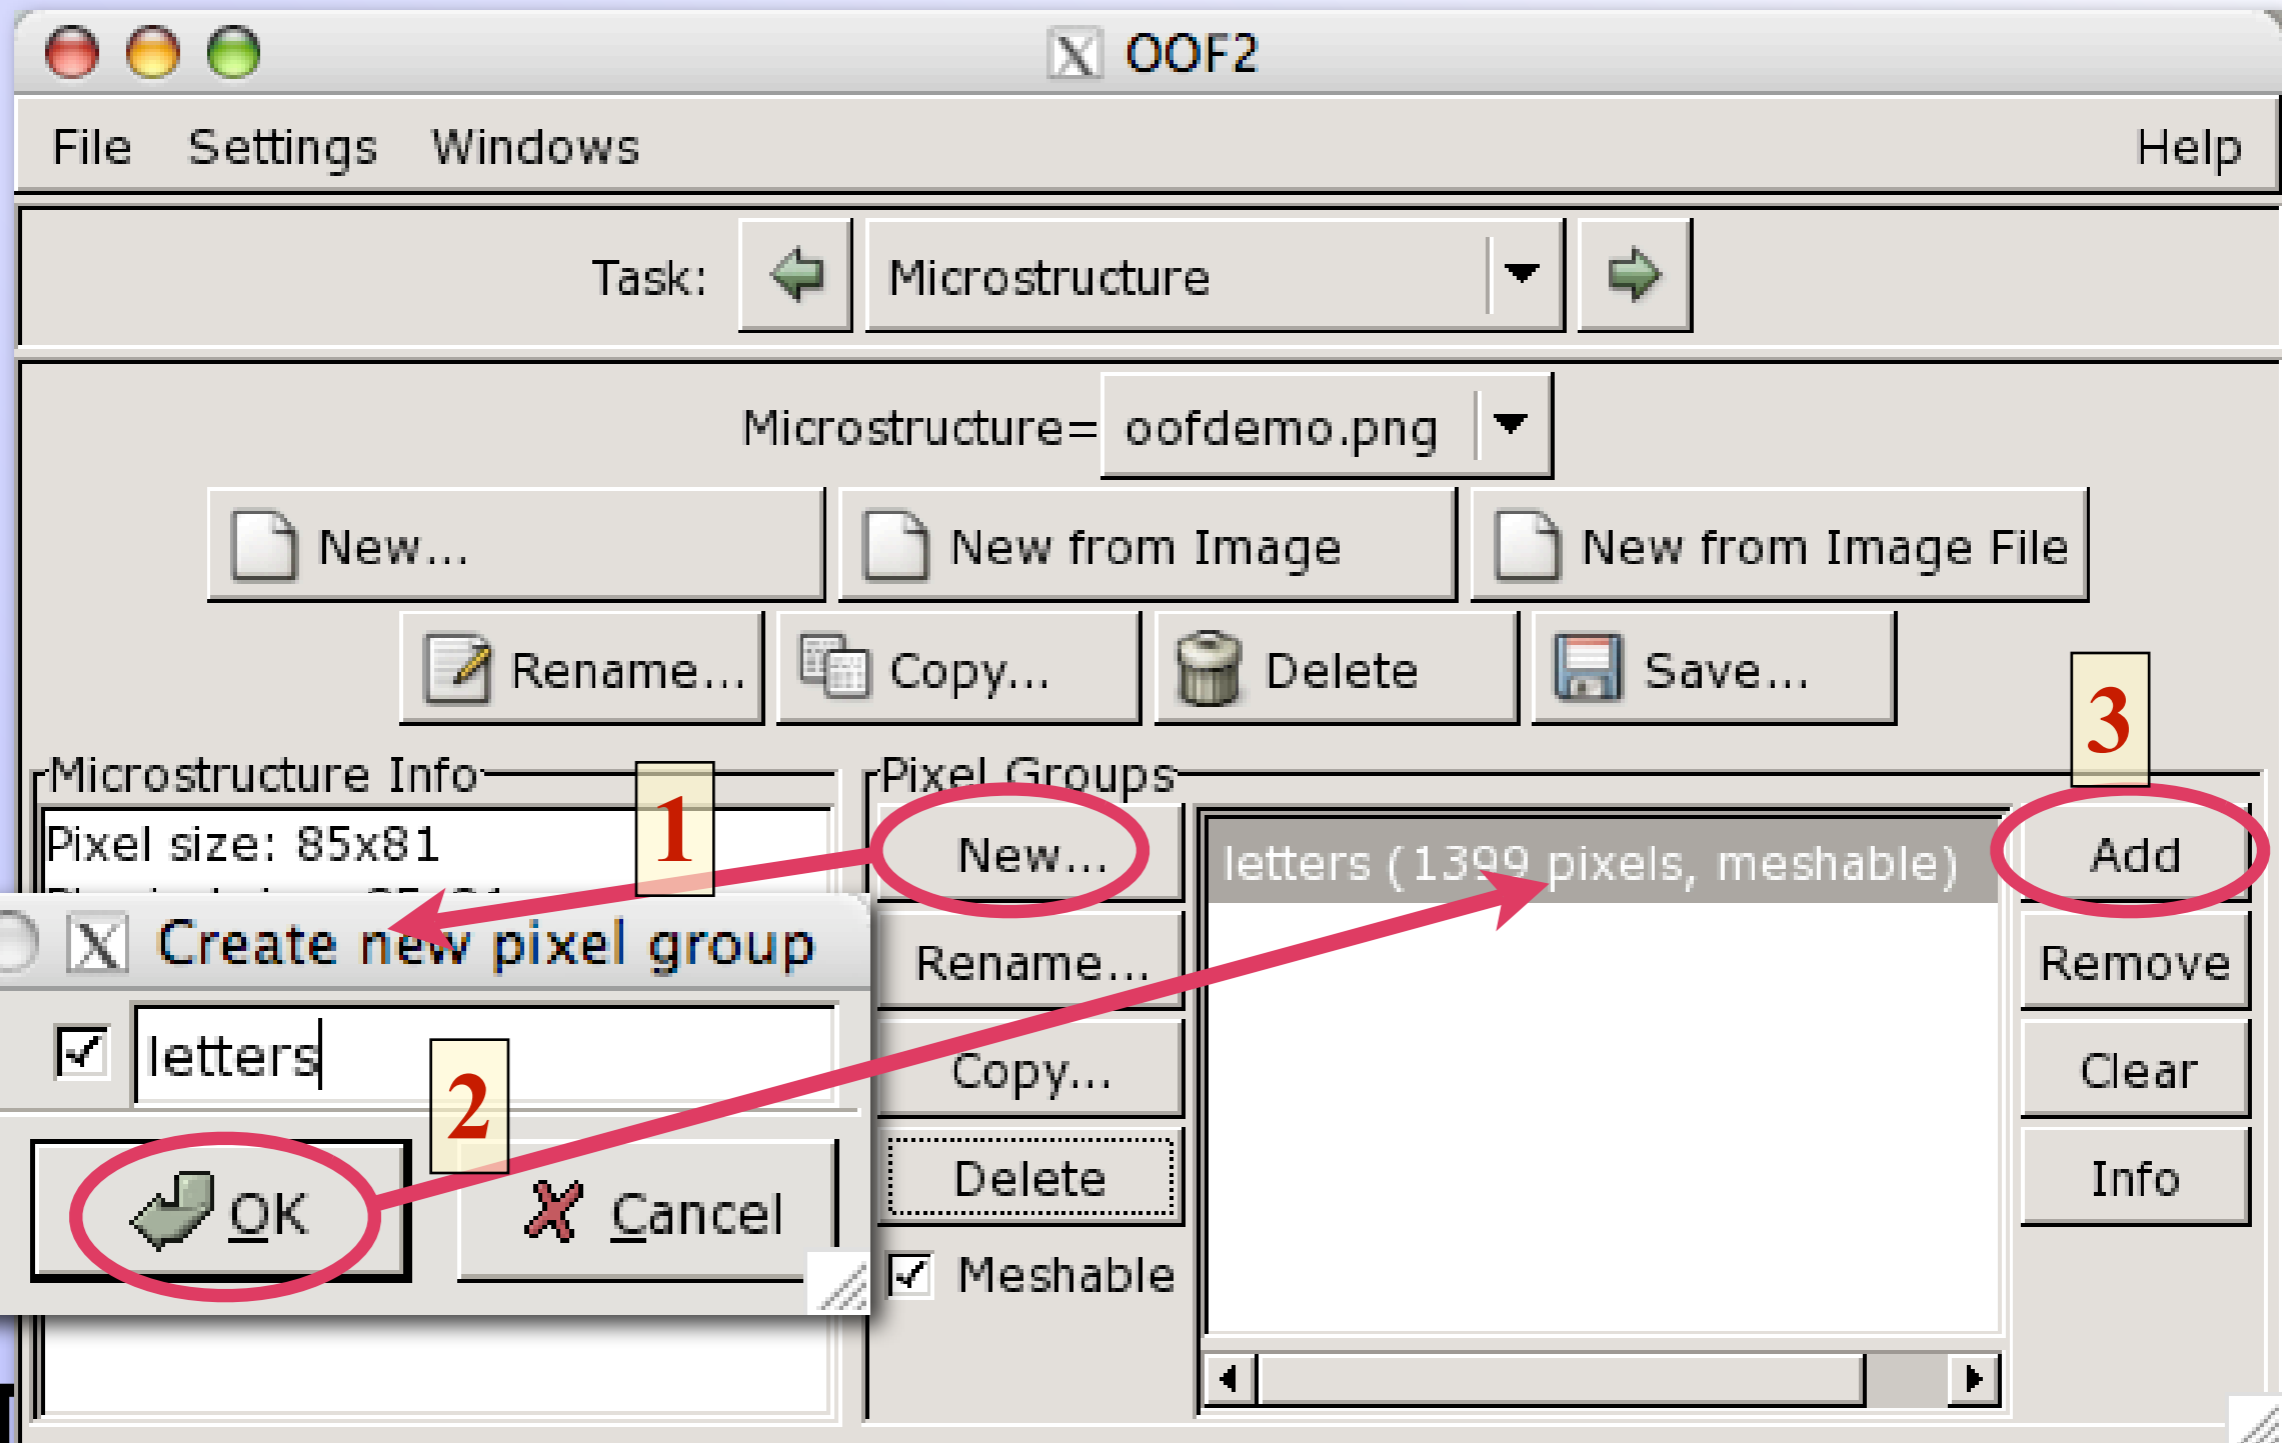 OOF2
File Settings Windows Help
Task: Microstructure
Microstructure= oofdemo.png
New... New from Image New from Image File
Rename... Copy... Delete Save...
3
Microstructure Info
1
Pixel size: 85x81
Pixel Groups
New...
letters (1399 pixels, meshable)
Add
Create new pixel group
Rename...
Remove
letters
2
Copy...
Clear
OK Cancel
Delete
Info
Meshable